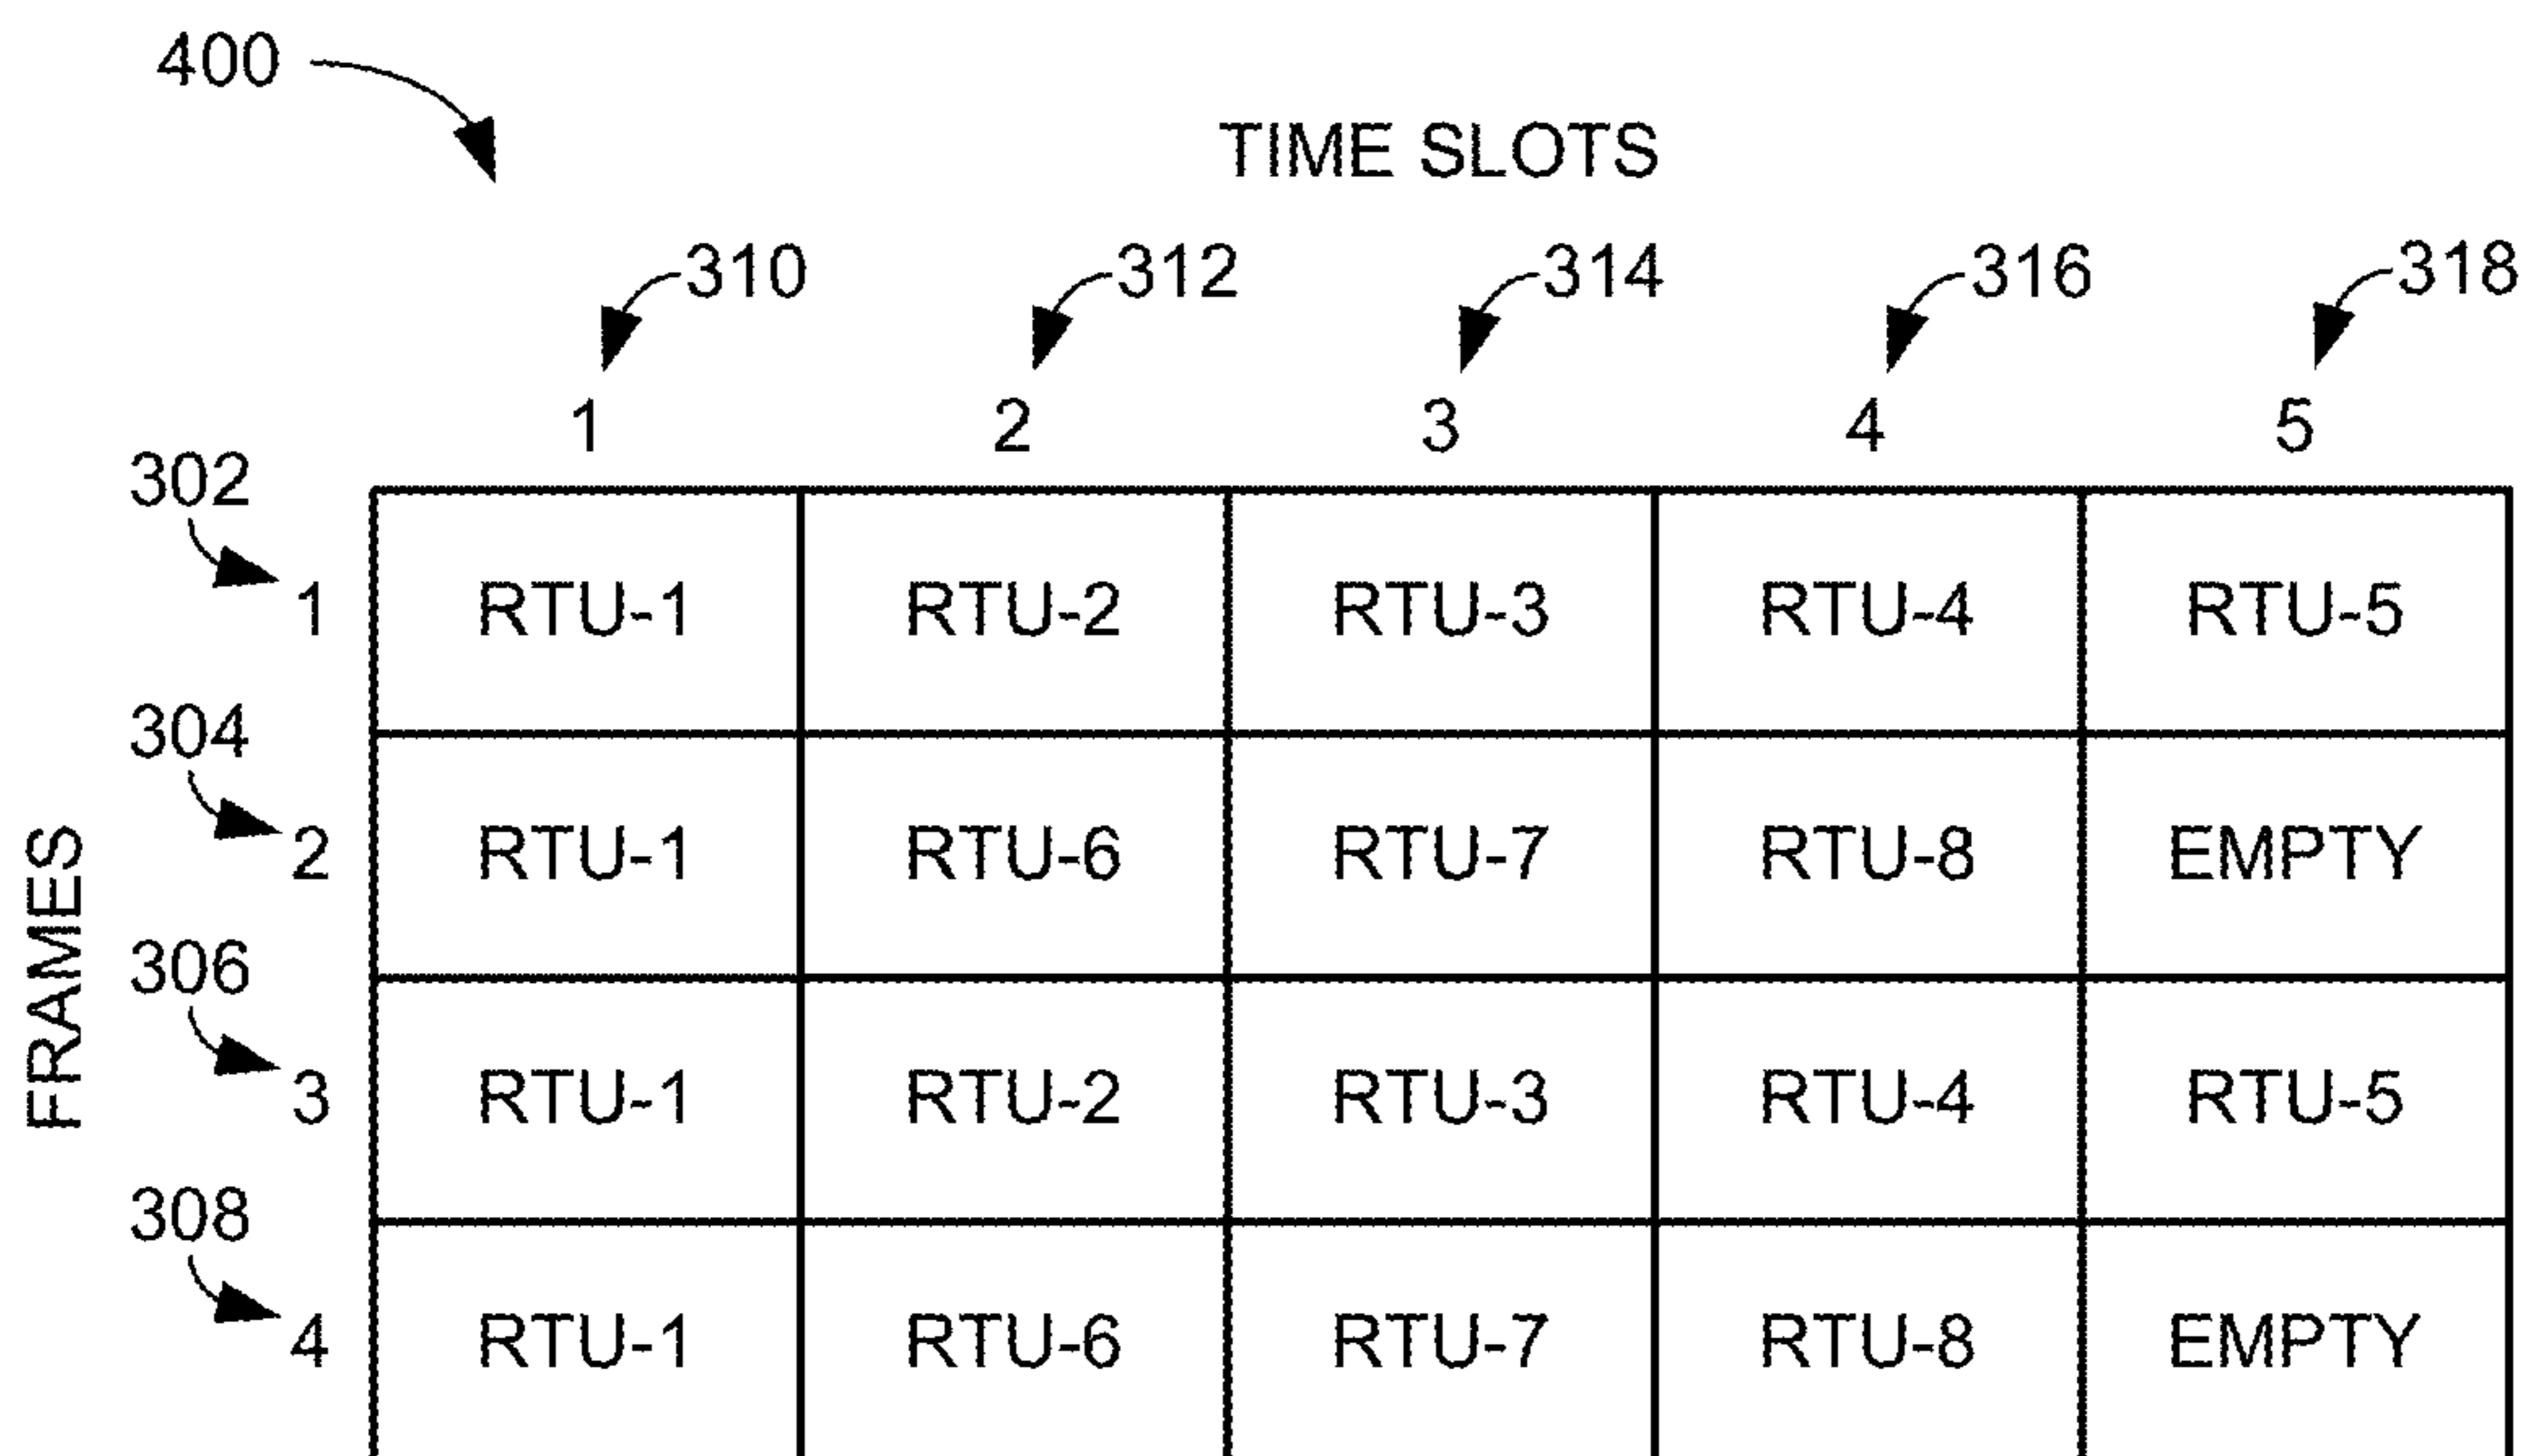 400
TIME SLOTS
310 312 314 316 318
1 2 3 4 5
302
1 RTU-1 RTU-2 RTU-3 RTU-4 RTU-5
304
2 RTU-1 RTU-6 RTU-7 RTU-8 EMPTY
FRAMES
306
3 RTU-1 RTU-2 RTU-3 RTU-4 RTU-5
308
4 RTU-1 RTU-6 RTU-7 RTU-8 EMPTY